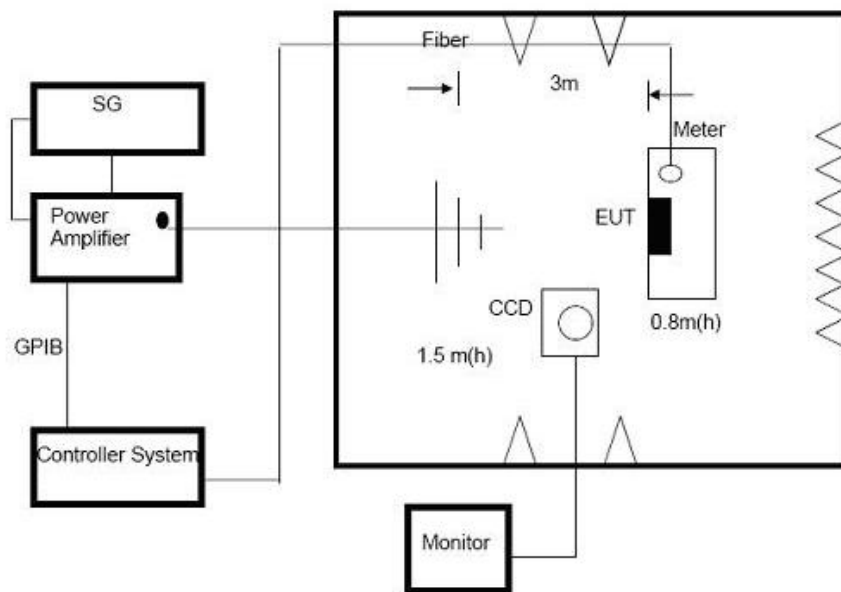 Fiber
3m
SG
Meter
Power
Amplifier
EUT
CCD
0.8m(h)
1.5 m(h)
GPIB
Controller System
Monitor